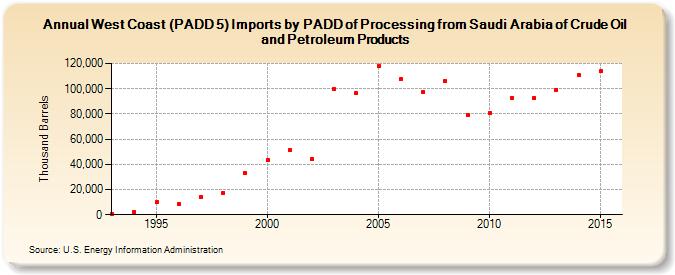 Annual West Coast (PADD 5) Imports by PADD of Processing from Saudi Arabia of Crude Oil
and Petroleum Products
Thousand Barrels
120,000
100,000
80,000
60,000
40,000
20,000
0
1995 2000 2005 2010 2015
Source: U.S. Energy Information Administration